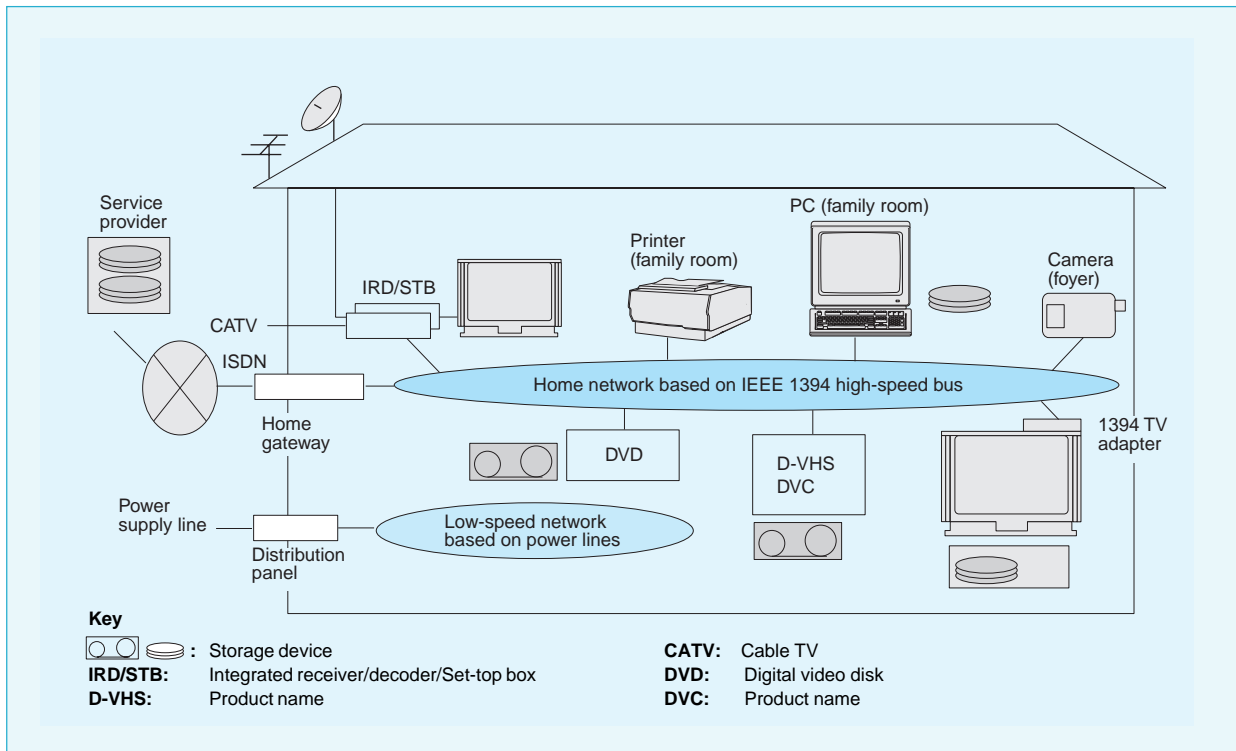 Service
provider
PC (family room)
Printer
(family room)
Camera
(foyer)
IRD/STB
CATV
ISDN
Home network based on IEEE 1394 high-speed bus
Home
gateway
1394 TV
adapter
DVD
D-VHS
DVC
Power
supply line
Low-speed network
based on power lines
Distribution
panel
Key
: Storage device
IRD/STB: Integrated receiver/decoder/Set-top box
D-VHS: Product name
CATV: Cable TV
DVD: Digital video disk
DVC: Product name